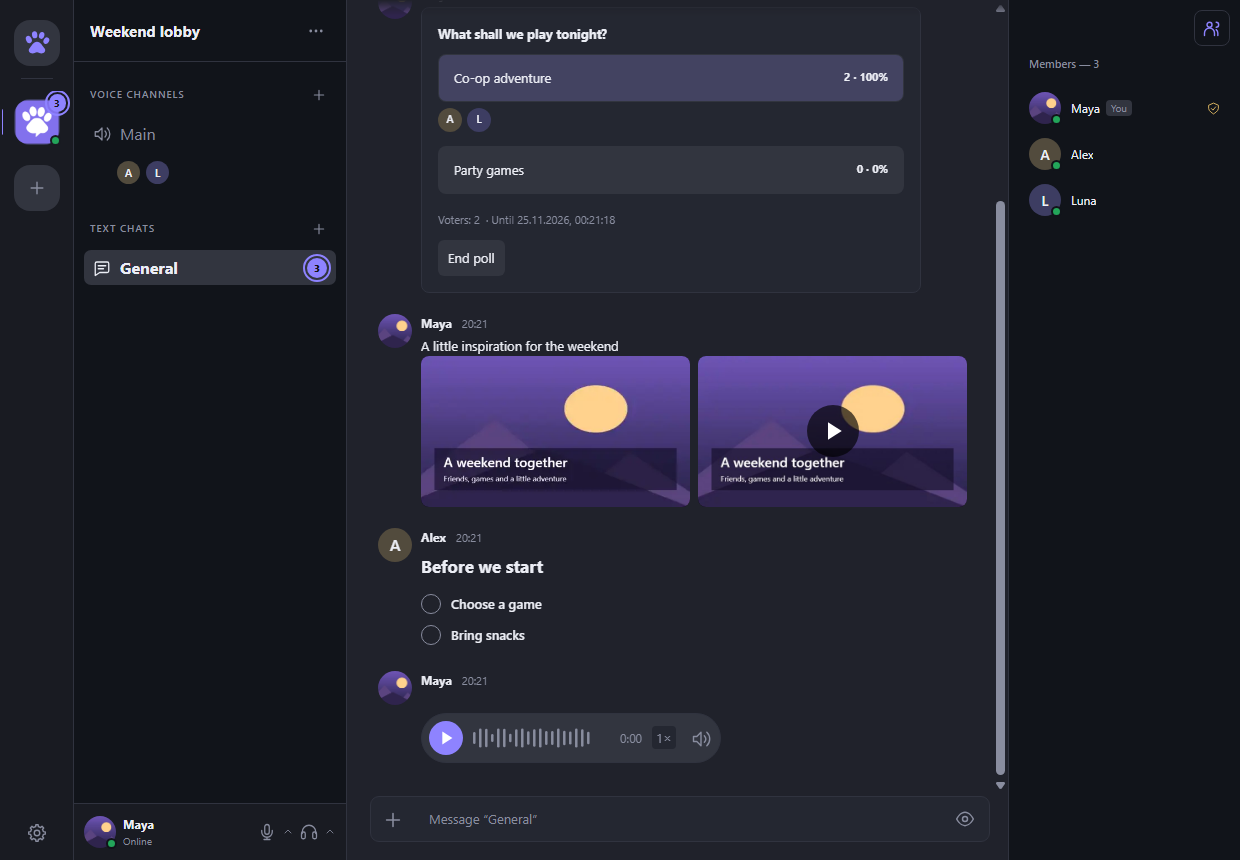 3
Weekend lobby
VOICE CHANNELS
Main
A
L
TEXT CHATS
General
3
Maya
Online
What shall we play tonight?
Co-op adventure
2 · 100%
A
L
Party games
0 · 0%
Voters: 2 · Until 25.11.2026, 00:21:18
End poll
Maya 20:21
A little inspiration for the weekend
A weekend together
Friends, games and a little adventure
A weekend together
Friends, games and a little adventure
A
Alex 20:21
Before we start
Choose a game
Bring snacks
Maya 20:21
0:00
1×
Message “General”
Members — 3
Maya You
A
Alex
L
Luna